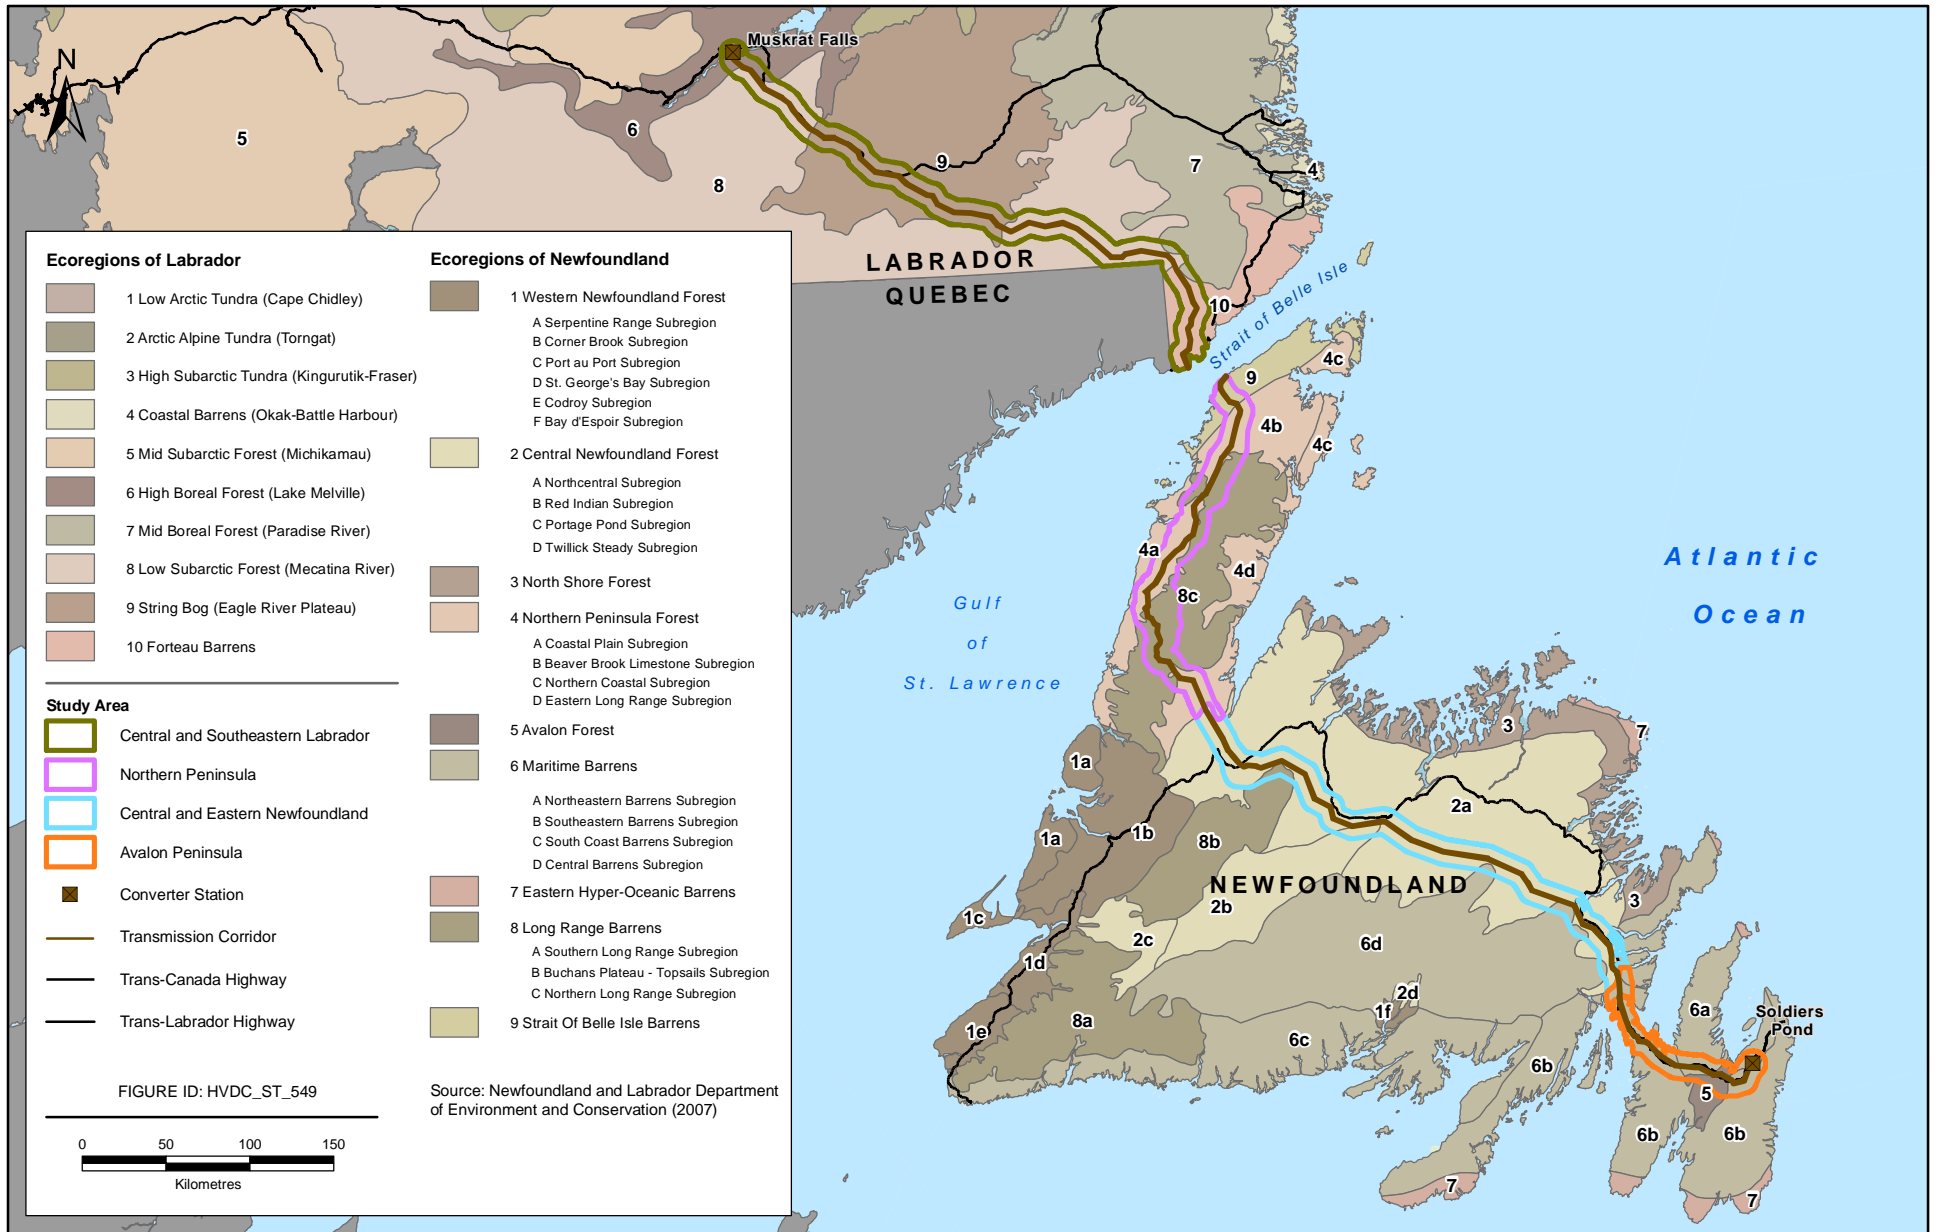 Muskrat Falls
N
5
6
8
9
7
4
LABRADOR
QUEBEC
10
Strait of Belle Isle
9
4c
4b
4c
4a
4d
8c
Gulf
of
St. Lawrence
Atlantic
Ocean
3
7
1a
1a
1b
8b
2a
NEWFOUNDLAND
2b
3
1c
2c
6d
1d
2d
1f
8a
1e
6c
6a
Soldiers
Pond
6b
5
6b
6b
7
7
Ecoregions of Labrador
1 Low Arctic Tundra (Cape Chidley)
2 Arctic Alpine Tundra (Torngat)
3 High Subarctic Tundra (Kingurutik-Fraser)
4 Coastal Barrens (Okak-Battle Harbour)
5 Mid Subarctic Forest (Michikamau)
6 High Boreal Forest (Lake Melville)
7 Mid Boreal Forest (Paradise River)
8 Low Subarctic Forest (Mecatina River)
9 String Bog (Eagle River Plateau)
10 Forteau Barrens
Study Area
Central and Southeastern Labrador
Northern Peninsula
Central and Eastern Newfoundland
Avalon Peninsula
Converter Station
Transmission Corridor
Trans-Canada Highway
Trans-Labrador Highway
FIGURE ID: HVDC_ST_549
0 50 100 150
Kilometres
Ecoregions of Newfoundland
1 Western Newfoundland Forest
A Serpentine Range Subregion
B Corner Brook Subregion
C Port au Port Subregion
D St. George's Bay Subregion
E Codroy Subregion
F Bay d'Espoir Subregion
2 Central Newfoundland Forest
A Northcentral Subregion
B Red Indian Subregion
C Portage Pond Subregion
D Twillick Steady Subregion
3 North Shore Forest
4 Northern Peninsula Forest
A Coastal Plain Subregion
B Beaver Brook Limestone Subregion
C Northern Coastal Subregion
D Eastern Long Range Subregion
5 Avalon Forest
6 Maritime Barrens
A Northeastern Barrens Subregion
B Southeastern Barrens Subregion
C South Coast Barrens Subregion
D Central Barrens Subregion
7 Eastern Hyper-Oceanic Barrens
8 Long Range Barrens
A Southern Long Range Subregion
B Buchans Plateau - Topsails Subregion
C Northern Long Range Subregion
9 Strait Of Belle Isle Barrens
Source: Newfoundland and Labrador Department
of Environment and Conservation (2007)